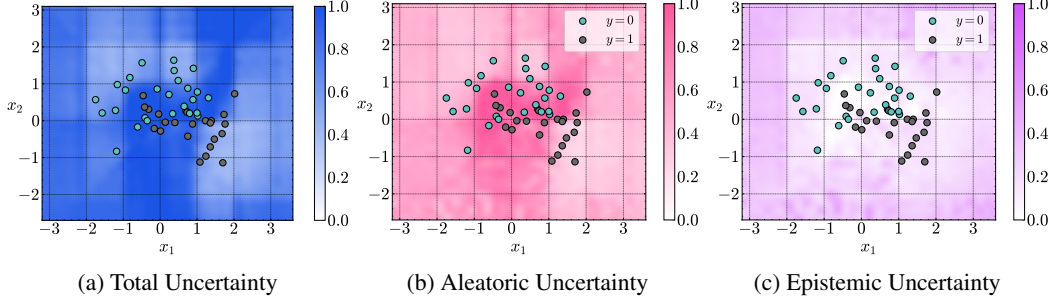 3
2
1
0
−1
−2
x₂
−3 −2 −1 0 1 2 3
x₁
1.0
0.8
0.6
0.4
0.2
0.0
(a) Total Uncertainty
3
2
1
0
−1
−2
x₂
−3 −2 −1 0 1 2 3
x₁
y = 0
y = 1
1.0
0.8
0.6
0.4
0.2
0.0
(b) Aleatoric Uncertainty
3
2
1
0
−1
−2
x₂
−3 −2 −1 0 1 2 3
x₁
y = 0
y = 1
1.0
0.8
0.6
0.4
0.2
0.0
(c) Epistemic Uncertainty